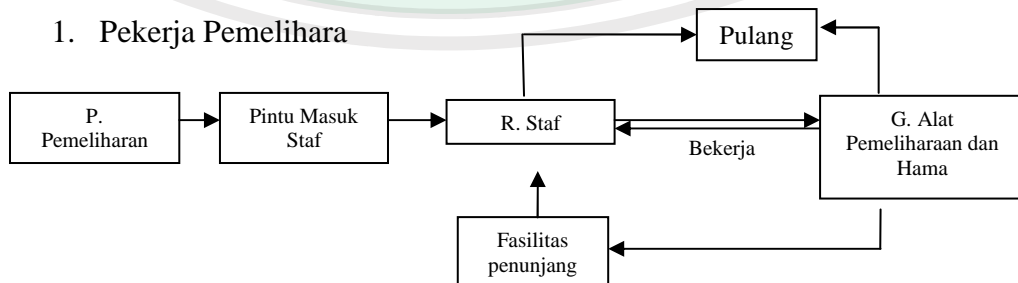 1. Pekerja Pemelihara
Pulang
P.
Pemeliharan
Pintu Masuk
Staf
R. Staf
Bekerja
G. Alat
Pemeliharaan dan
Hama
Fasilitas
penunjang